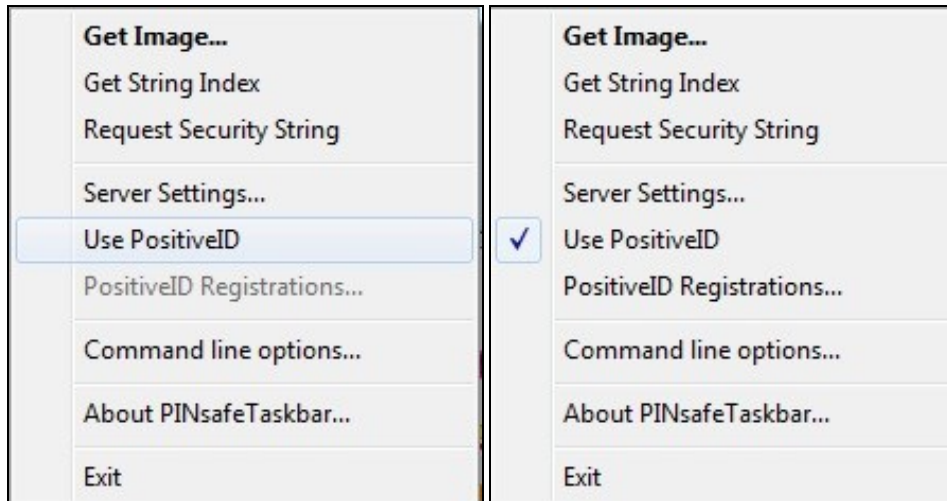 Get Image...
Get String Index
Request Security String
Server Settings...
Use PositiveID
PositiveID Registrations...
Command line options...
About PINsafeTaskbar...
Exit
Get Image...
Get String Index
Request Security String
Server Settings...
Use PositiveID
PositiveID Registrations...
Command line options...
About PINsafeTaskbar...
Exit